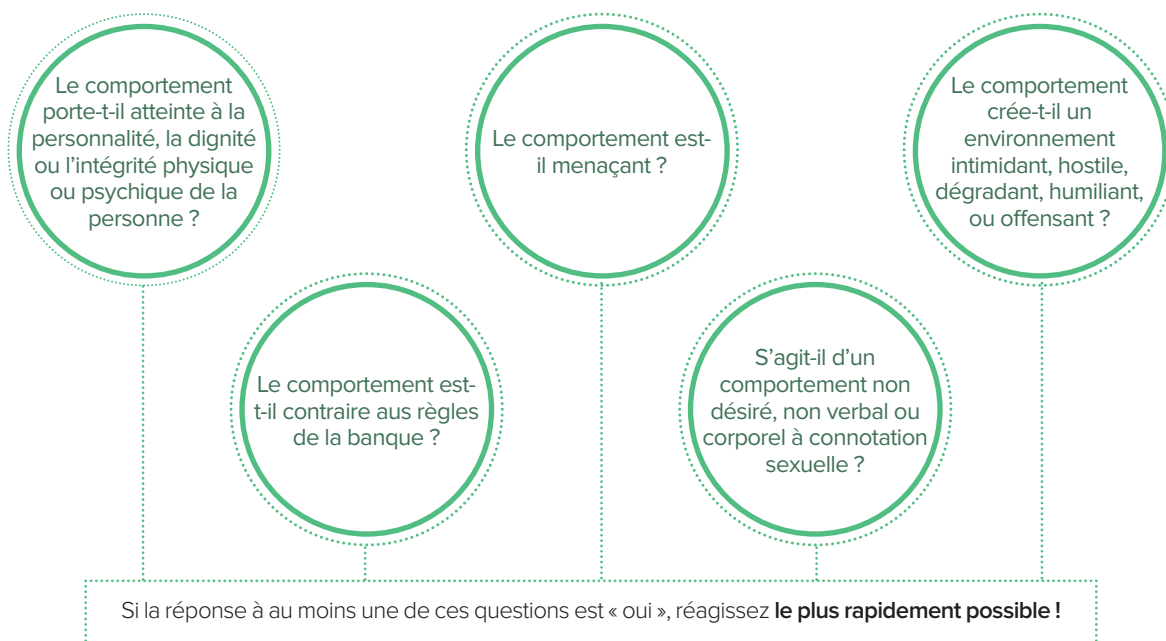 Le comportement
porte-t-il atteinte à la
personnalité, la dignité
ou l’intégrité physique
ou psychique de la
personne ?
Le comportement est-
il menaçant ?
Le comportement
crée-t-il un
environnement
intimidant, hostile,
dégradant, humiliant,
ou offensant ?
Le comportement est-
t-il contraire aus règles
de la banque ?
S’agit-il d’un
comportement non
désiré, non verbal ou
corporel à connotation
sexuelle ?
Si la réponse à au moins une de ces questions est « oui », réagissez le plus rapidement possible !